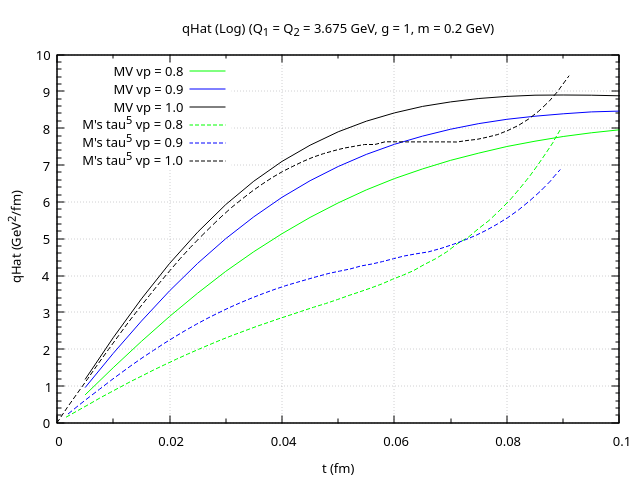 qHat (Log) (Q₁ = Q₂ = 3.675 GeV, g = 1, m = 0.2 GeV)
MV vp = 0.8
MV vp = 0.9
MV vp = 1.0
M's tau⁵ vp = 0.8
M's tau⁵ vp = 0.9
M's tau⁵ vp = 1.0
qHat (GeV²/fm)
10
9
8
7
6
5
4
3
2
1
0
0 0.02 0.04 0.06 0.08 0.1
t (fm)